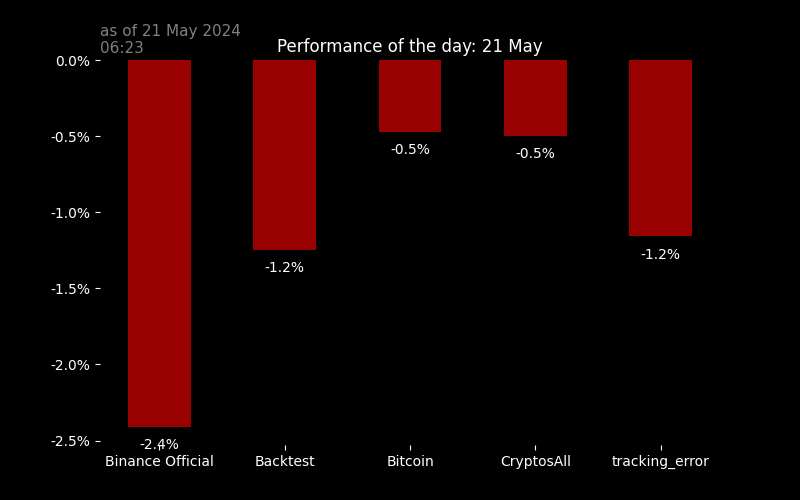 as of 21 May 2024
06:23
Performance of the day: 21 May
0.0%
-0.5%
-1.0%
-1.5%
-2.0%
-2.5%
-2.4%
-1.2%
-0.5%
-0.5%
-1.2%
Binance Official
Backtest
Bitcoin
CryptosAll
tracking_error